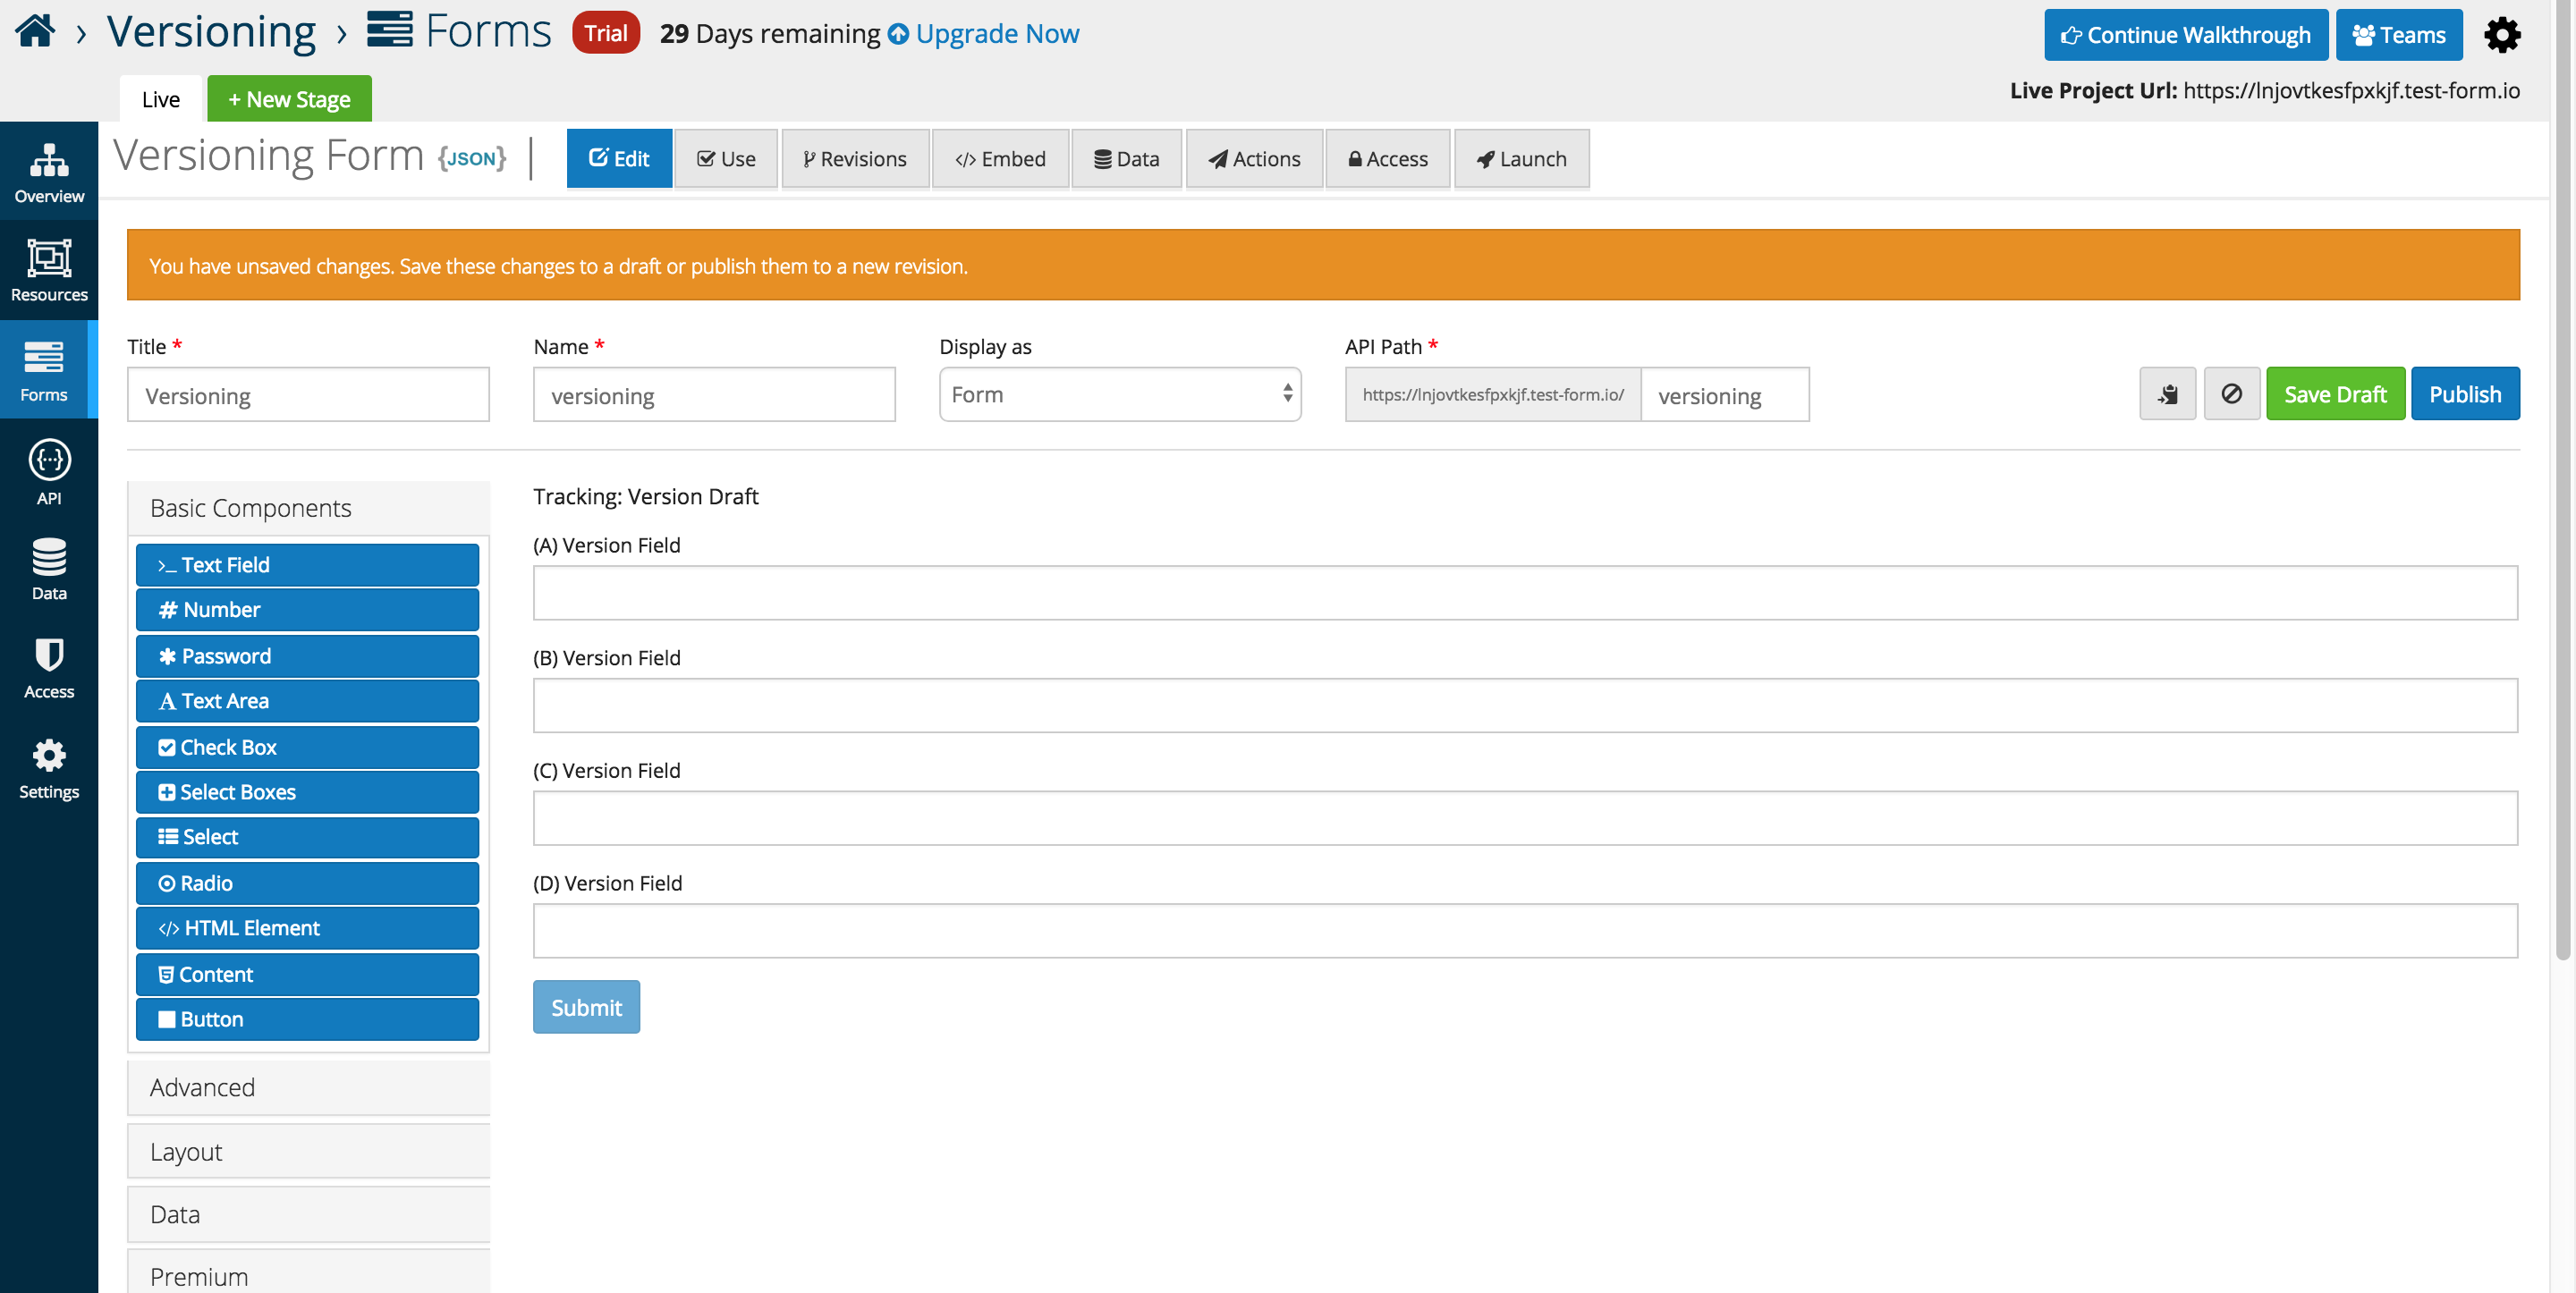 › Versioning › Forms Trial 29 Days remaining Upgrade Now
Continue Walkthrough Teams
Live + New Stage
Live Project Url: https://lnjovtkesfpxkjf.test-form.io
Overview
Resources
Forms
API
Data
Access
Settings
Versioning Form {JSON} |
Edit Use Revisions </> Embed Data Actions Access Launch
You have unsaved changes. Save these changes to a draft or publish them to a new revision.
Title * Name * Display as API Path *
Versioning versioning Form https://lnjovtkesfpxkjf.test-form.io/ versioning Save Draft Publish
Basic Components
>_ Text Field
# Number
✱ Password
A Text Area
Check Box
Select Boxes
Select
Radio
</> HTML Element
Content
Button
Advanced
Layout
Data
Premium
Tracking: Version Draft
(A) Version Field
(B) Version Field
(C) Version Field
(D) Version Field
Submit